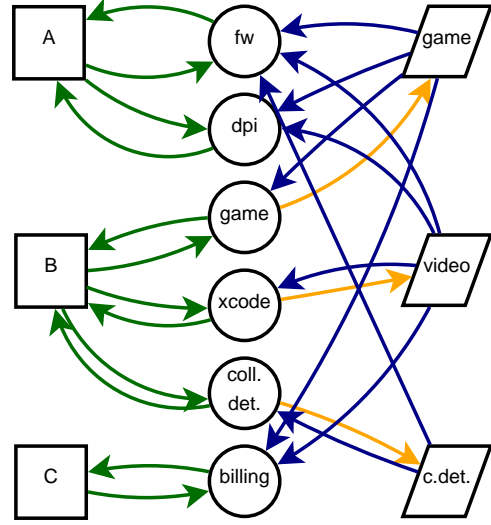 A
fw
game
dpi
game
B
video
xcode
coll.
det.
C
billing
c.det.